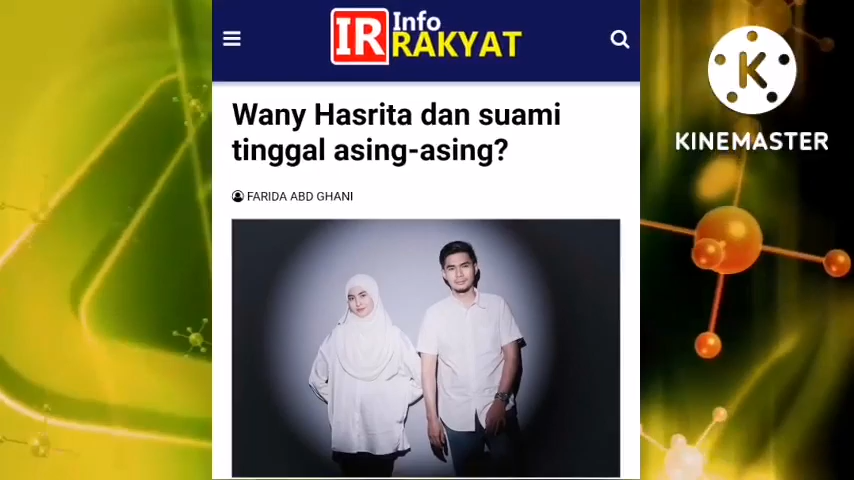 IR Info
RAKYAT
Wany Hasrita dan suami
tinggal asing-asing?
FARIDA ABD GHANI
K
KINEMASTER